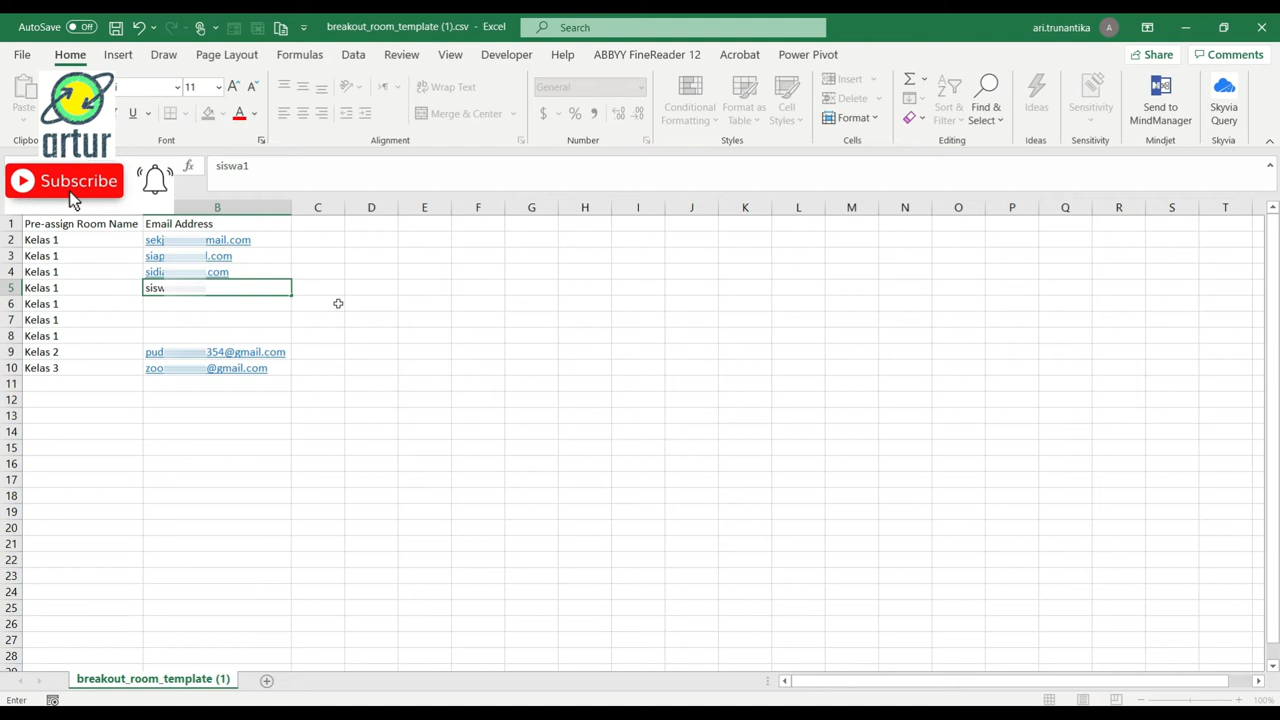 AutoSave Off breakout_room_template (1).csv - Excel Search ari.trunantika A
File Home Insert Draw Page Layout Formulas Data Review View Developer Help ABBYY FineReader 12 Acrobat Power Pivot Share Comments
Paste 11 Wrap Text General Conditional Formatting Format as Table Cell Styles Insert Σ Sort & Filter Find & Select Ideas Sensitivity Send to MindManager Skyvia Query
U A Merge & Center $ % Delete
Format
Font Alignment Number Styles Cells Editing Ideas Sensitivity Mindjet Skyvia
artur
Subscribe
fx siswa1
B C D E F G H I J K L M N O P Q R S T
1 Pre-assign Room Name Email Address
2 Kelas 1 sekj mail.com
3 Kelas 1 siap l.com
4 Kelas 1 sidi .com
5 Kelas 1 sisw
6 Kelas 1
7 Kelas 1
8 Kelas 1
9 Kelas 2 pud 354@gmail.com
10 Kelas 3 zoo @gmail.com
11
12
13
14
15
16
17
18
19
20
21
22
23
24
25
26
27
28
breakout_room_template (1)
Enter 100%